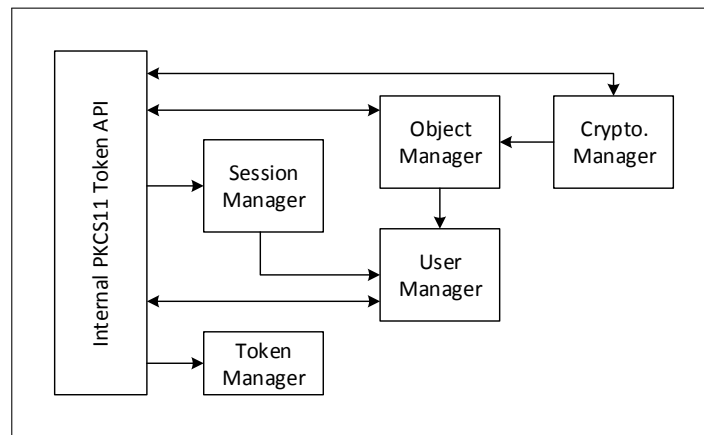 Internal PKCS11 Token API
Object
Manager
Crypto.
Manager
Session
Manager
User
Manager
Token
Manager